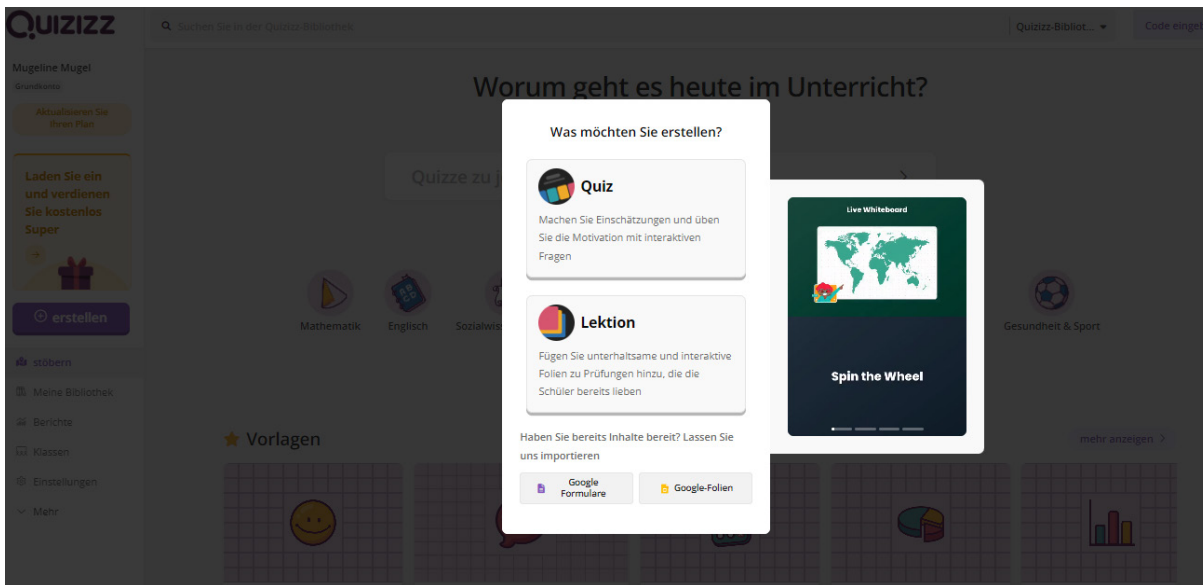 QUIZIZZ
Suchen Sie in der Quizizz-Bibliothek
Quizizz-Bibliot...
Code einget
Mugeline Mugel
Grundkonto
Aktualisieren Sie
Ihren Plan
Laden Sie ein
und verdienen
Sie kostenlos
Super
erstellen
stöbern
Meine Bibliothek
Berichte
Klassen
Einstellungen
Mehr
Worum geht es heute im Unterricht?
Quizze zu j
Mathematik
Englisch
Sozialwiss
Gesundheit & Sport
Vorlagen
mehr anzeigen
Was möchten Sie erstellen?
Quiz
Machen Sie Einschätzungen und üben
Sie die Motivation mit interaktiven
Fragen
Lektion
Fügen Sie unterhaltsame und interaktive
Folien zu Prüfungen hinzu, die die
Schüler bereits lieben
Haben Sie bereits Inhalte bereit? Lassen Sie
uns importieren
Google
Formulare
Google-Folien
Live Whiteboard
Spin the Wheel